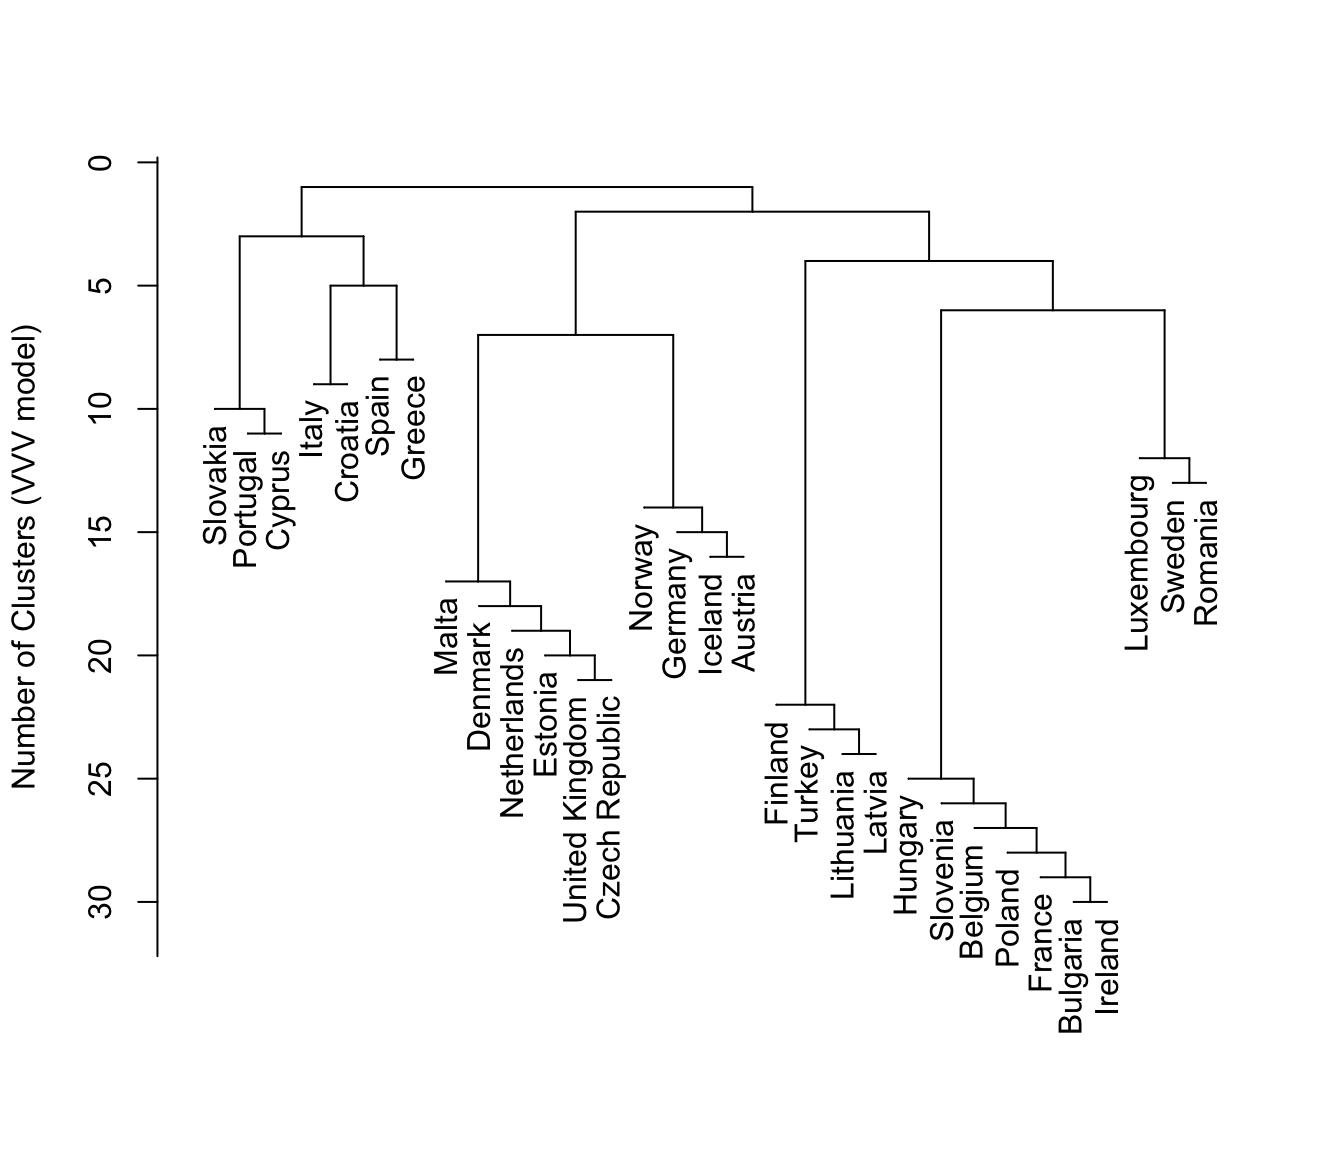 Number of Clusters (VVV model)
0
5
10
15
20
25
30
Slovakia
Portugal
Cyprus
Italy
Croatia
Spain
Greece
Malta
Denmark
Netherlands
Estonia
United Kingdom
Czech Republic
Norway
Germany
Iceland
Austria
Finland
Turkey
Lithuania
Latvia
Hungary
Slovenia
Belgium
Poland
France
Bulgaria
Ireland
Luxembourg
Sweden
Romania